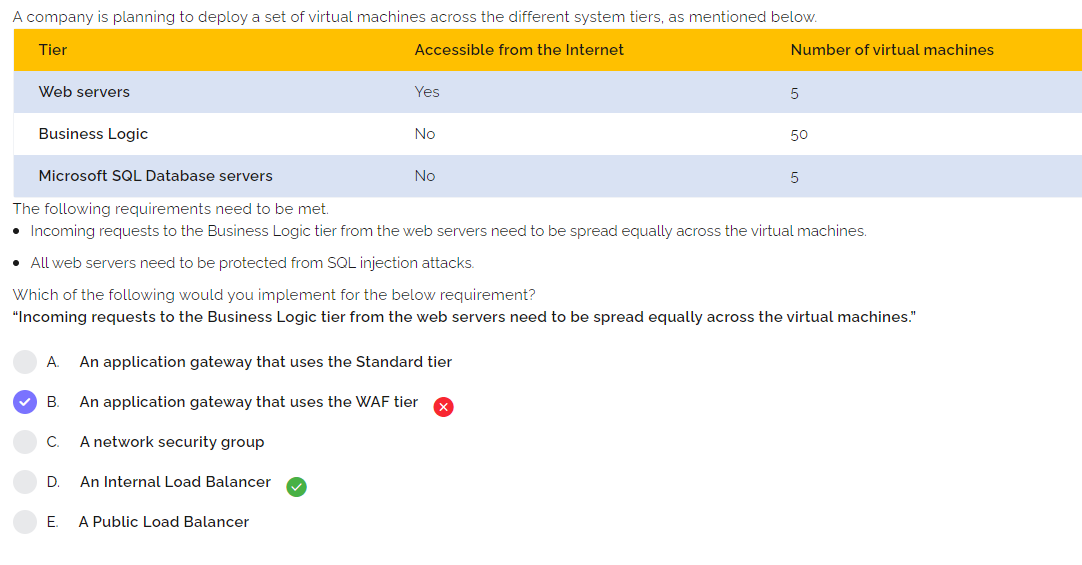 A company is planning to deploy a set of virtual machines across the different system tiers, as mentioned below.
Tier Accessible from the Internet Number of virtual machines
Web servers Yes 5
Business Logic No 50
Microsoft SQL Database servers No 5
The following requirements need to be met.
• Incoming requests to the Business Logic tier from the web servers need to be spread equally across the virtual machines.
• All web servers need to be protected from SQL injection attacks.
Which of the following would you implement for the below requirement?
“Incoming requests to the Business Logic tier from the web servers need to be spread equally across the virtual machines.”
A. An application gateway that uses the Standard tier
B. An application gateway that uses the WAF tier
C. A network security group
D. An Internal Load Balancer
E. A Public Load Balancer